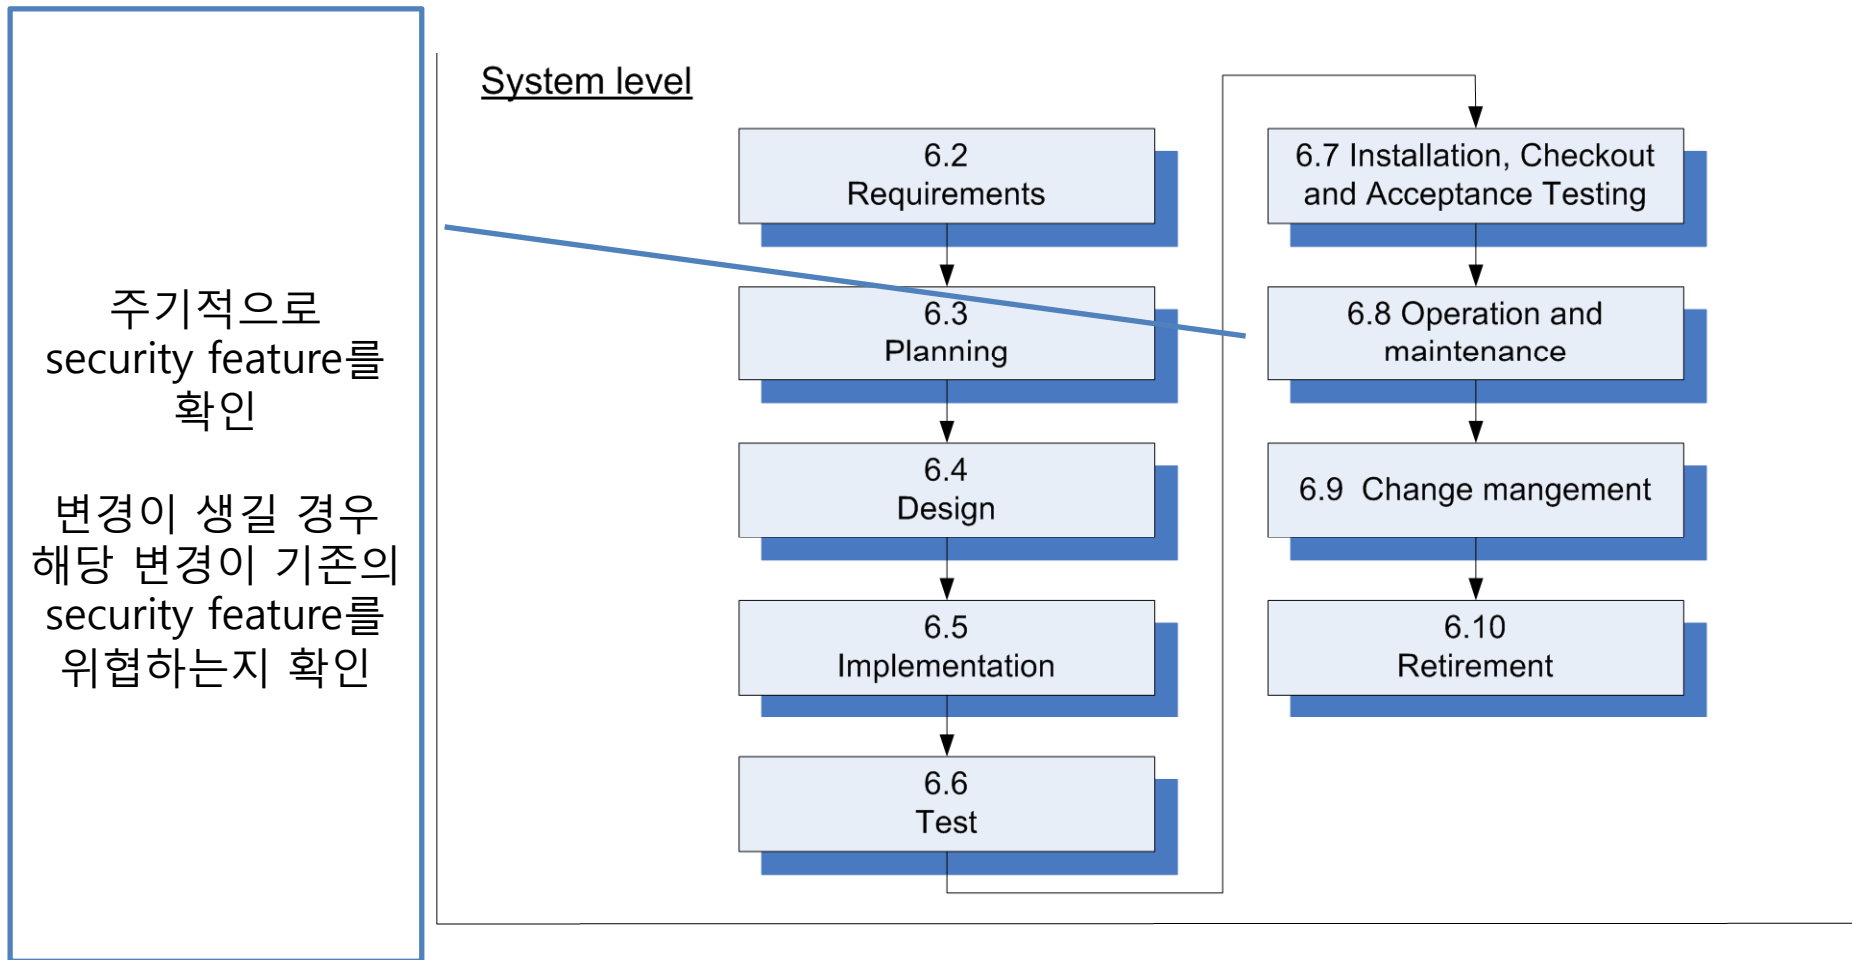 주기적으로
security feature를
확인
변경이 생길 경우
해당 변경이 기존의
security feature를
위협하는지 확인
System level
6.2
Requirements
6.3
Planning
6.4
Design
6.5
Implementation
6.6
Test
6.7 Installation, Checkout
and Acceptance Testing
6.8 Operation and
maintenance
6.9 Change mangement
6.10
Retirement